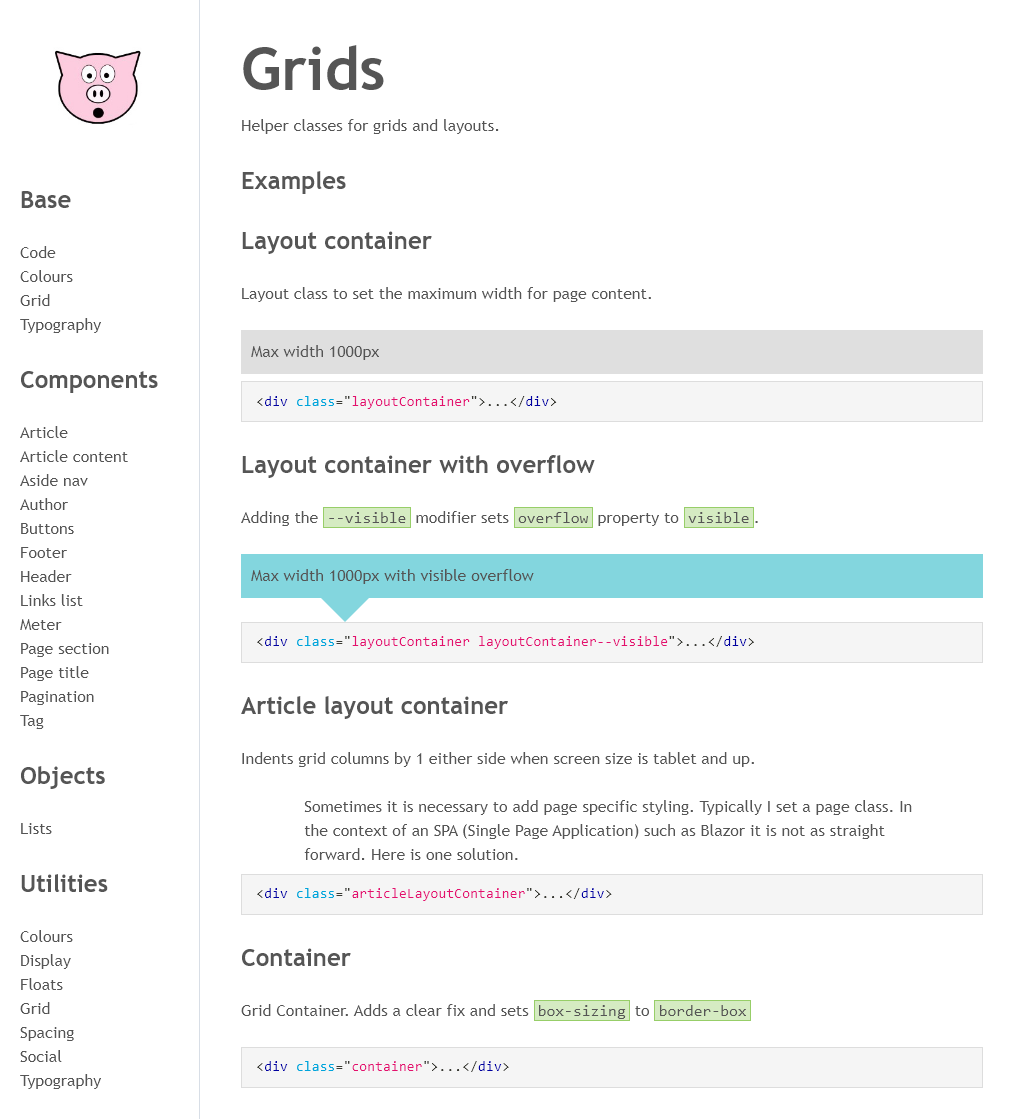 Base
Code
Colours
Grid
Typography
Components
Article
Article content
Aside nav
Author
Buttons
Footer
Header
Links list
Meter
Page section
Page title
Pagination
Tag
Objects
Lists
Utilities
Colours
Display
Floats
Grid
Spacing
Social
Typography
Grids
Helper classes for grids and layouts.
Examples
Layout container
Layout class to set the maximum width for page content.
Max width 1000px
<div class="layoutContainer">...</div>
Layout container with overflow
Adding the --visible modifier sets overflow property to visible.
Max width 1000px with visible overflow
<div class="layoutContainer layoutContainer--visible">...</div>
Article layout container
Indents grid columns by 1 either side when screen size is tablet and up.
Sometimes it is necessary to add page specific styling. Typically I set a page class. In
the context of an SPA (Single Page Application) such as Blazor it is not as straight
forward. Here is one solution.
<div class="articleLayoutContainer">...</div>
Container
Grid Container. Adds a clear fix and sets box-sizing to border-box
<div class="container">...</div>